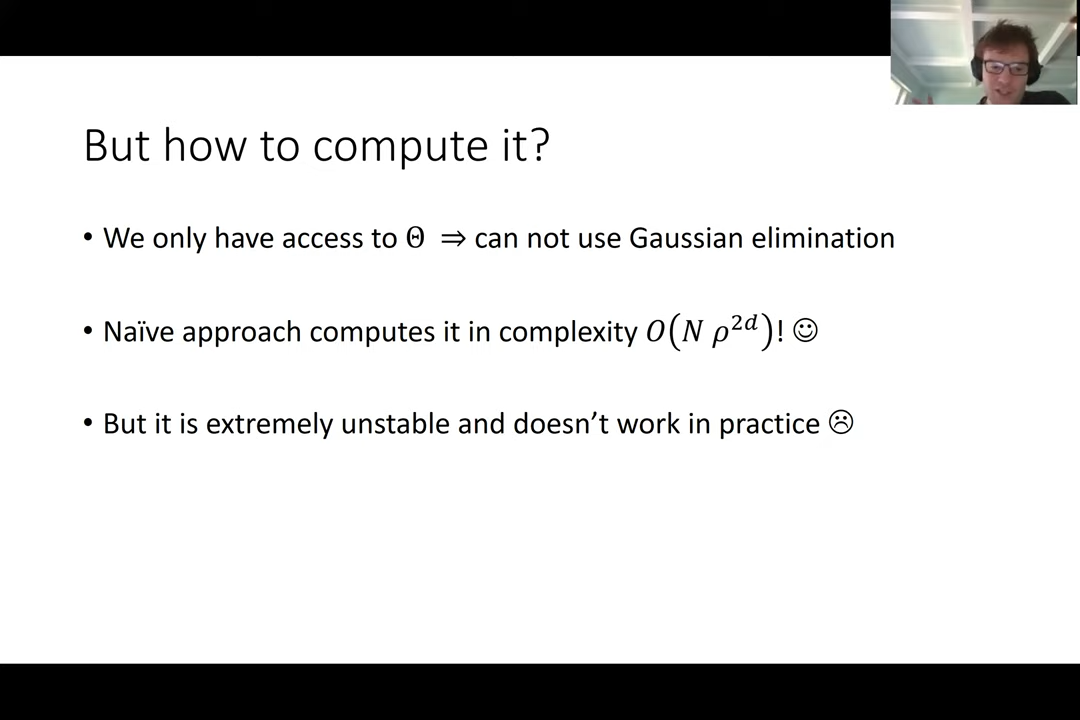 But how to compute it?
• We only have access to Θ ⇒ can not use Gaussian elimination
• Naïve approach computes it in complexity 𝑂(𝑁 𝜌²ᵈ)! ☺
• But it is extremely unstable and doesn’t work in practice ☹